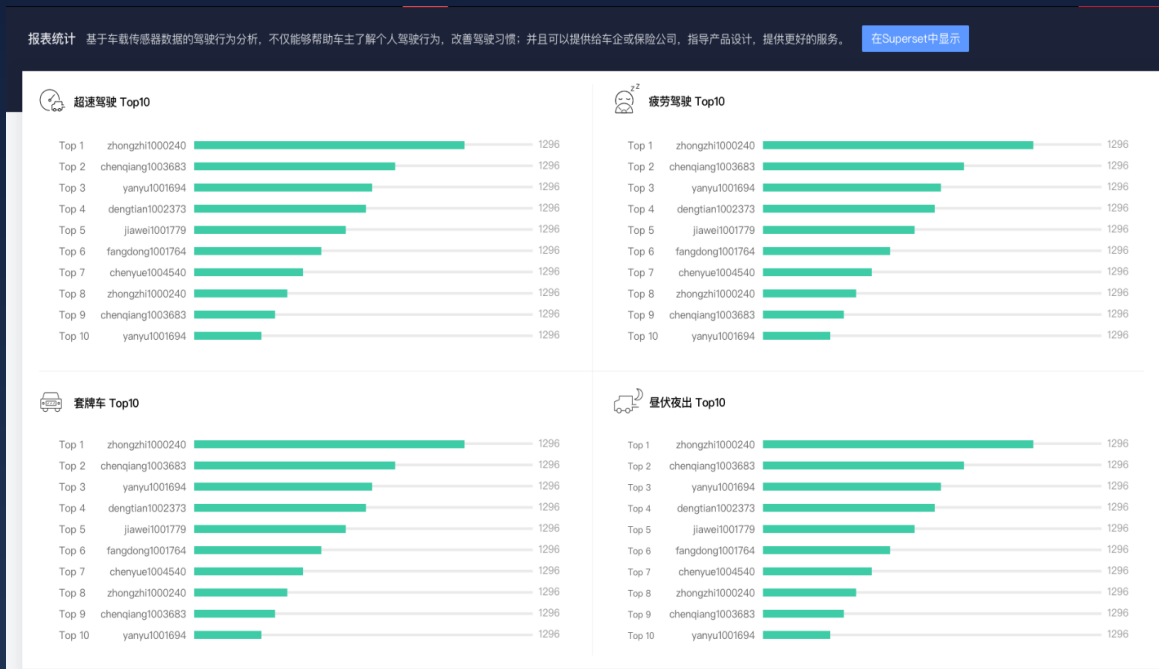 报表统计 基于车载传感器数据的驾驶行为分析，不仅能够帮助车主了解个人驾驶行为，改善驾驶习惯；并且可以提供给车企或保险公司，指导产品设计，提供更好的服务。 在Superset中显示
超速驾驶 Top10
Top 1 zhongzhi1000240 1296
Top 2 chenqiang1003683 1296
Top 3 yanyu1001694 1296
Top 4 dengtian1002373 1296
Top 5 jiawei1001779 1296
Top 6 fangdong1001764 1296
Top 7 chenyue1004540 1296
Top 8 zhongzhi1000240 1296
Top 9 chenqiang1003683 1296
Top 10 yanyu1001694 1296
z z
疲劳驾驶 Top10
Top 1 zhongzhi1000240 1296
Top 2 chenqiang1003683 1296
Top 3 yanyu1001694 1296
Top 4 dengtian1002373 1296
Top 5 jiawei1001779 1296
Top 6 fangdong1001764 1296
Top 7 chenyue1004540 1296
Top 8 zhongzhi1000240 1296
Top 9 chenqiang1003683 1296
Top 10 yanyu1001694 1296
套牌车 Top10
Top 1 zhongzhi1000240 1296
Top 2 chenqiang1003683 1296
Top 3 yanyu1001694 1296
Top 4 dengtian1002373 1296
Top 5 jiawei1001779 1296
Top 6 fangdong1001764 1296
Top 7 chenyue1004540 1296
Top 8 zhongzhi1000240 1296
Top 9 chenqiang1003683 1296
Top 10 yanyu1001694 1296
昼伏夜出 Top10
Top 1 zhongzhi1000240 1296
Top 2 chenqiang1003683 1296
Top 3 yanyu1001694 1296
Top 4 dengtian1002373 1296
Top 5 jiawei1001779 1296
Top 6 fangdong1001764 1296
Top 7 chenyue1004540 1296
Top 8 zhongzhi1000240 1296
Top 9 chenqiang1003683 1296
Top 10 yanyu1001694 1296